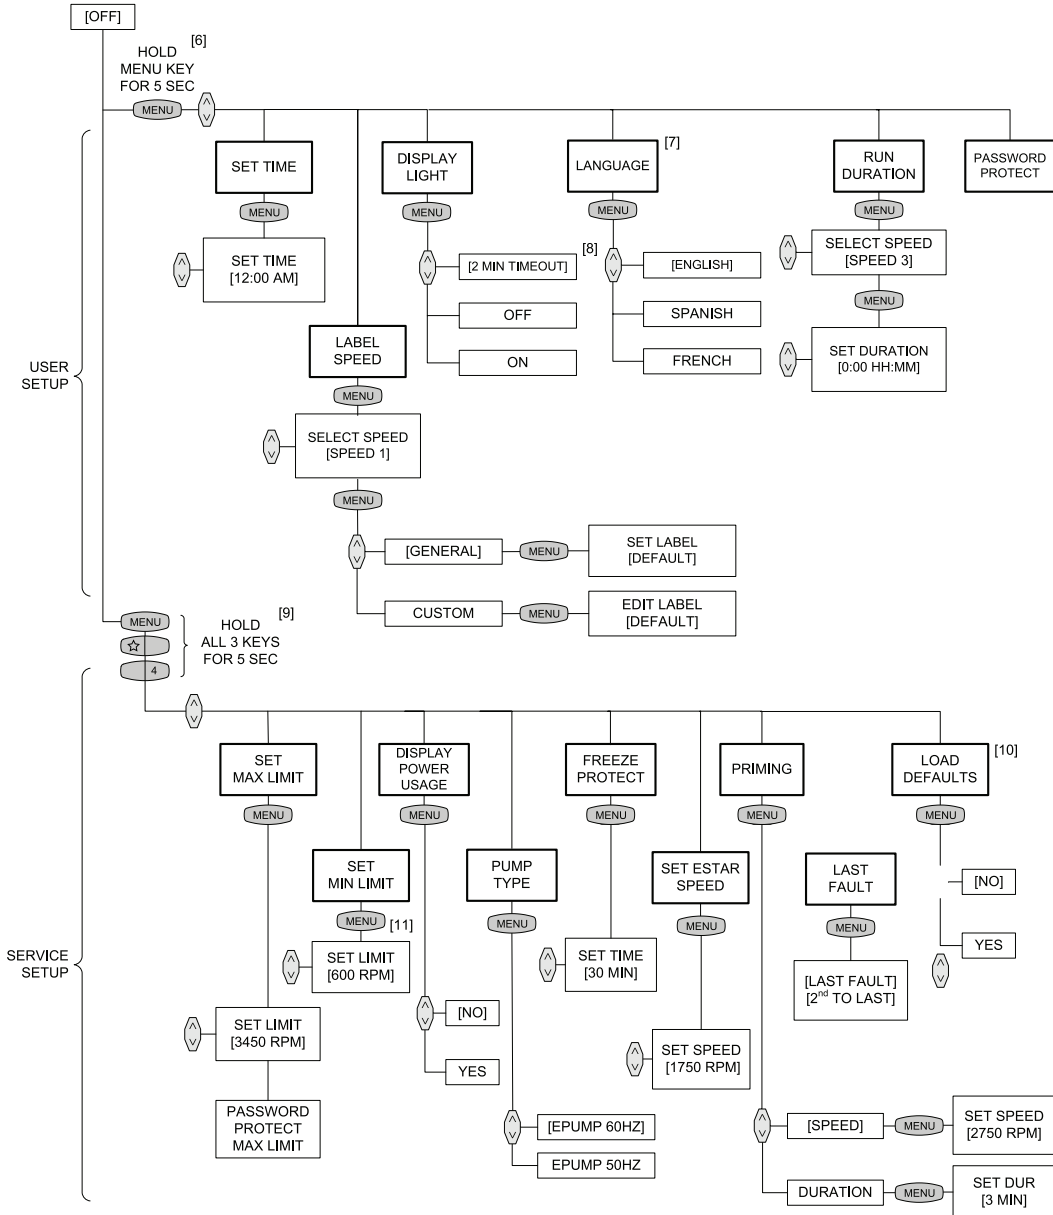 [OFF]
[6]
HOLD
MENU KEY
FOR 5 SEC
MENU
SET TIME
MENU
SET TIME
[12:00 AM]
LABEL
SPEED
MENU
SELECT SPEED
[SPEED 1]
MENU
[GENERAL]
MENU
SET LABEL
[DEFAULT]
CUSTOM
MENU
EDIT LABEL
[DEFAULT]
DISPLAY
LIGHT
MENU
[2 MIN TIMEOUT]
OFF
ON
[7]
LANGUAGE
MENU
[8]
[ENGLISH]
SPANISH
FRENCH
RUN
DURATION
MENU
SELECT SPEED
[SPEED 3]
MENU
SET DURATION
[0:00 HH:MM]
PASSWORD
PROTECT
USER
SETUP
MENU
4
HOLD
ALL 3 KEYS
FOR 5 SEC
[9]
SERVICE
SETUP
SET
MAX LIMIT
MENU
SET LIMIT
[3450 RPM]
PASSWORD
PROTECT
MAX LIMIT
SET
MIN LIMIT
MENU
[11]
SET LIMIT
[600 RPM]
DISPLAY
POWER
USAGE
MENU
[NO]
YES
PUMP
TYPE
MENU
[EPUMP 60HZ]
EPUMP 50HZ
FREEZE
PROTECT
MENU
SET TIME
[30 MIN]
SET ESTAR
SPEED
MENU
SET SPEED
[1750 RPM]
PRIMING
MENU
[SPEED]
MENU
SET SPEED
[2750 RPM]
DURATION
MENU
SET DUR
[3 MIN]
LAST
FAULT
MENU
[LAST FAULT]
[2nd TO LAST]
LOAD
DEFAULTS
[10]
MENU
[NO]
YES